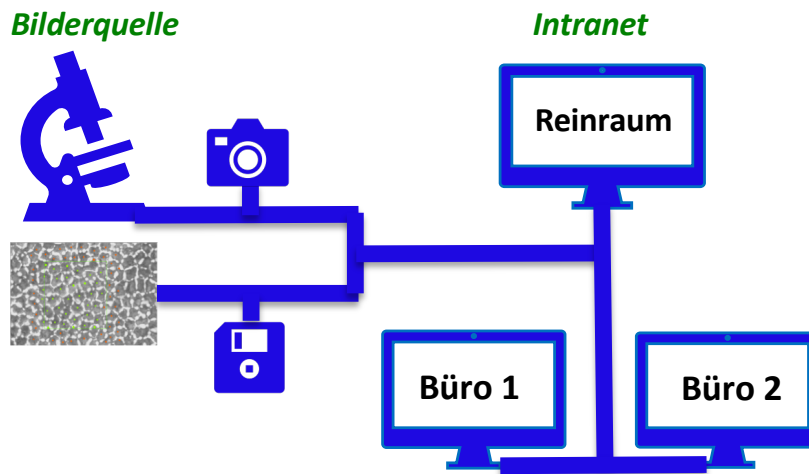 Bilderquelle
Intranet
Reinraum
Büro 1
Büro 2